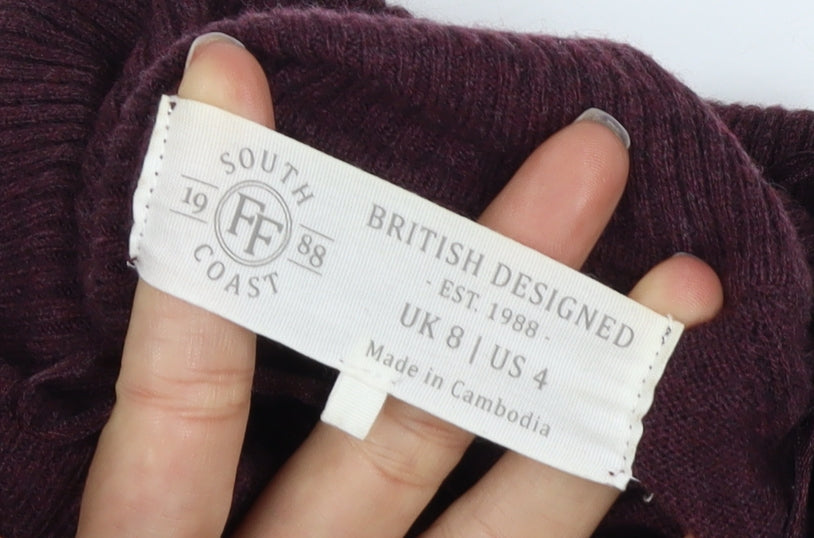 SOUTH
19 FF 88
COAST
BRITISH DESIGNED
- EST. 1988 -
UK 8 | US 4
Made in Cambodia